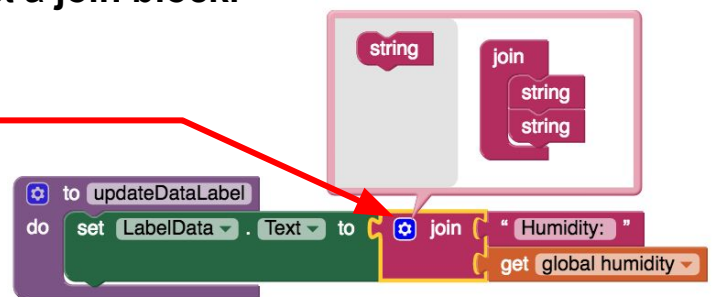 a join block.
string
join
string
string
to updateDataLabel
do set LabelData . Text to join " Humidity: "
get global humidity